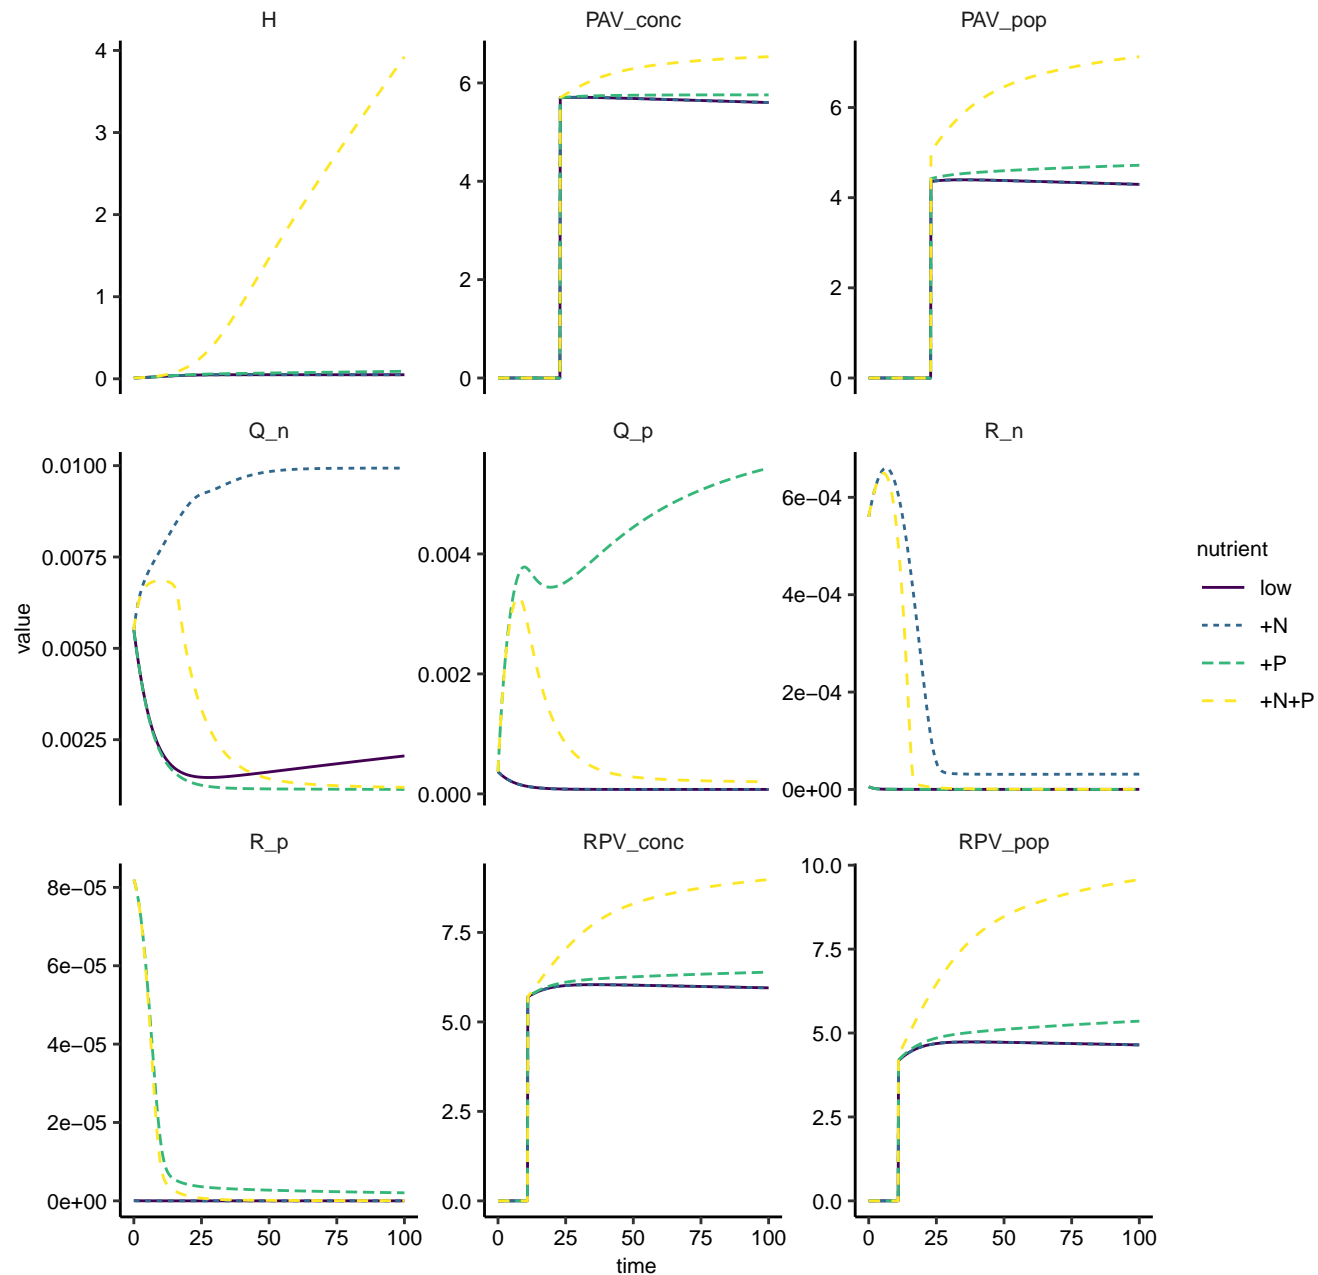 H
PAV_conc
PAV_pop
4
3
2
1
0
6
4
2
0
6
4
2
0
Q_n
Q_p
R_n
0.0100
0.0075
0.0050
0.0025
0.004
0.002
0.000
6e−04
4e−04
2e−04
0e+00
R_p
RPV_conc
RPV_pop
8e−05
6e−05
4e−05
2e−05
0e+00
7.5
5.0
2.5
0.0
10.0
7.5
5.0
2.5
0.0
0 25 50 75 100
0 25 50 75 100
0 25 50 75 100
time
value
nutrient
low
+N
+P
+N+P